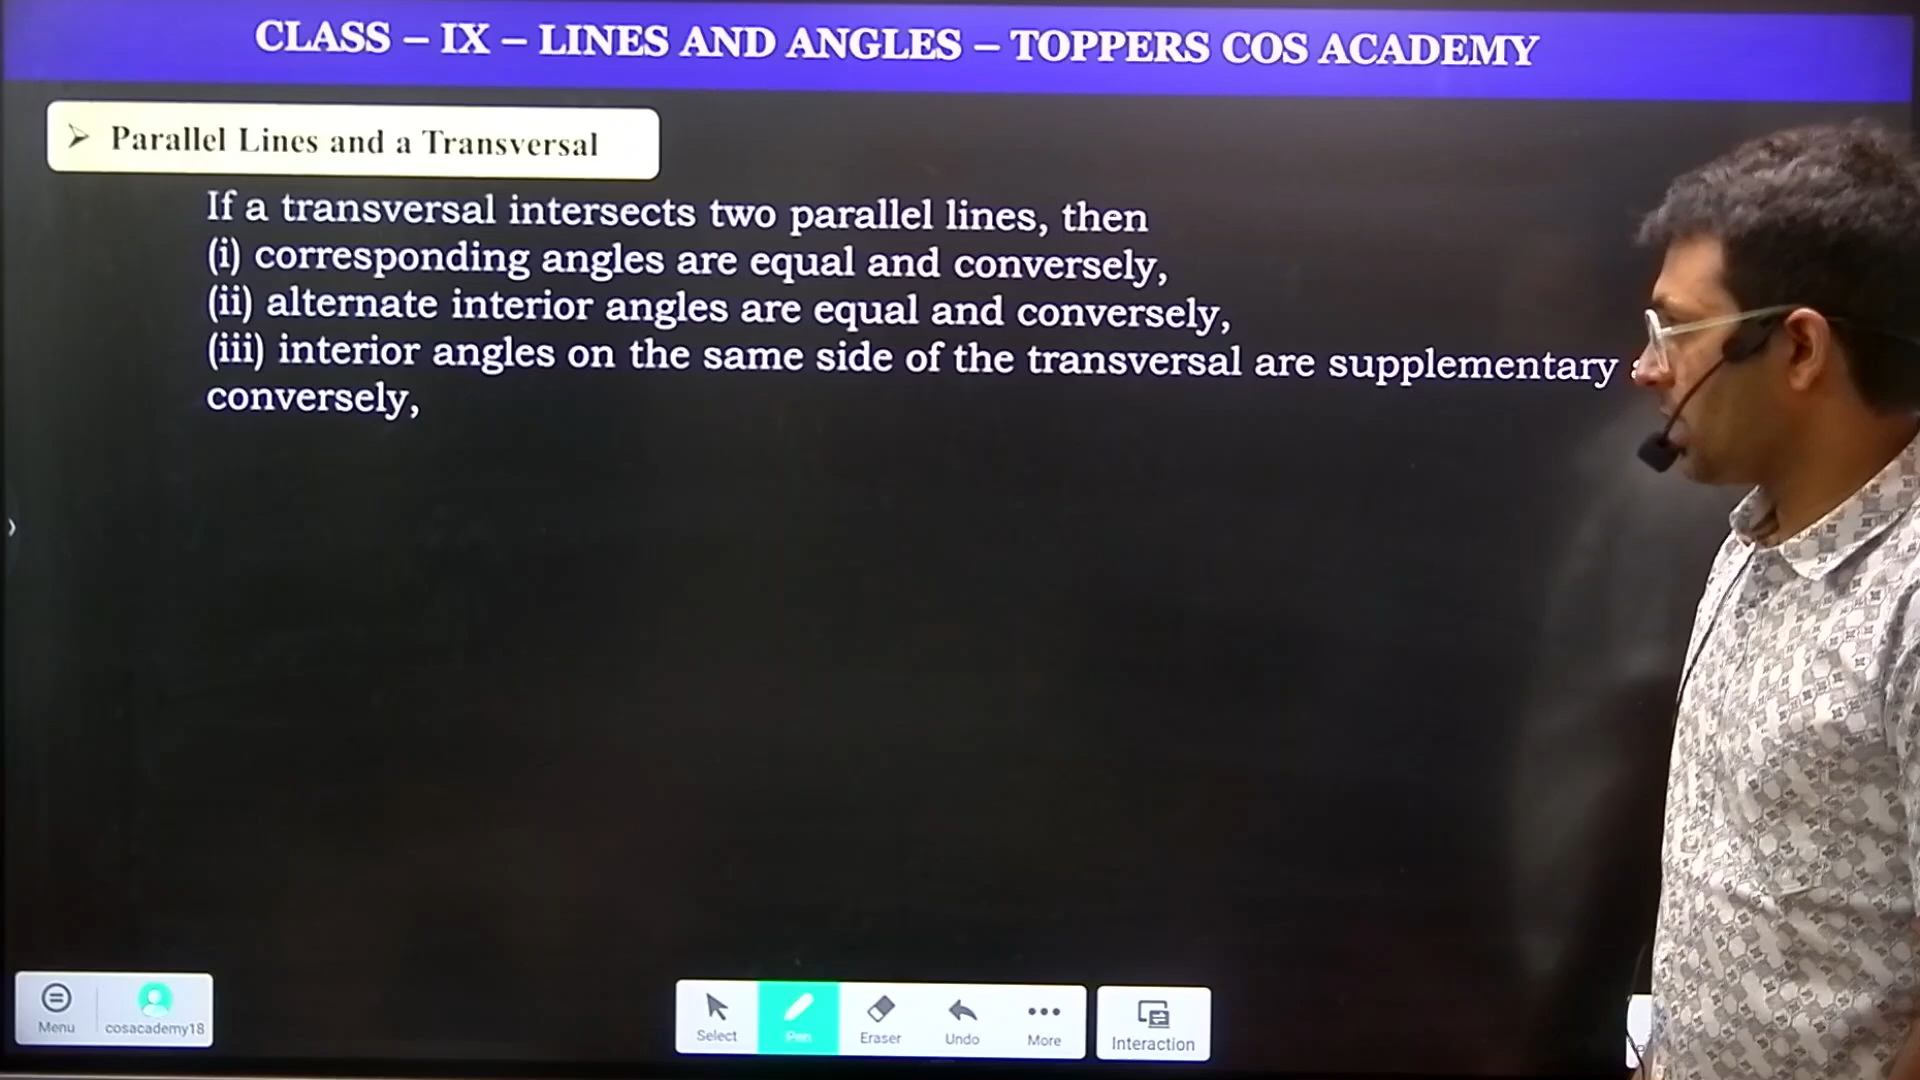 CLASS – IX – LINES AND ANGLES – TOPPERS COS ACADEMY
➢ Parallel Lines and a Transversal
If a transversal intersects two parallel lines, then
(i) corresponding angles are equal and conversely,
(ii) alternate interior angles are equal and conversely,
(iii) interior angles on the same side of the transversal are supplementary
conversely,
Menu cosacademy18 Select Pen Eraser Undo More Interaction